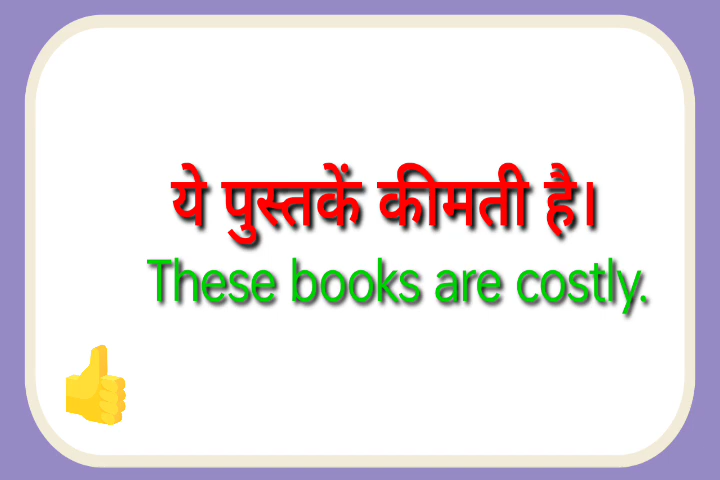 ये पुस्तकें कीमती है।
These books are costly.